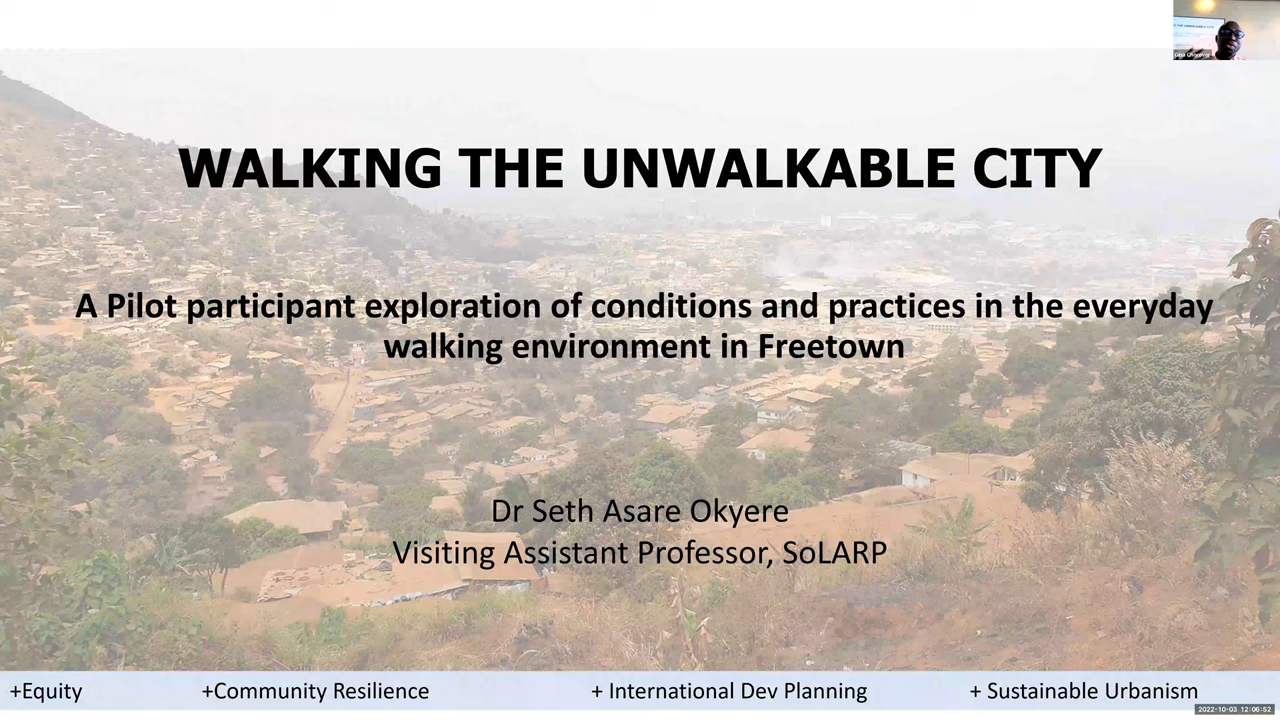 WALKING THE UNWALKABLE CITY
A Pilot participant exploration of conditions and practices in the everyday
walking environment in Freetown
Dr Seth Asare Okyere
Visiting Assistant Professor, SoLARP
+Equity
+Community Resilience
+ International Dev Planning
+ Sustainable Urbanism
2022-10-03 12:06:52